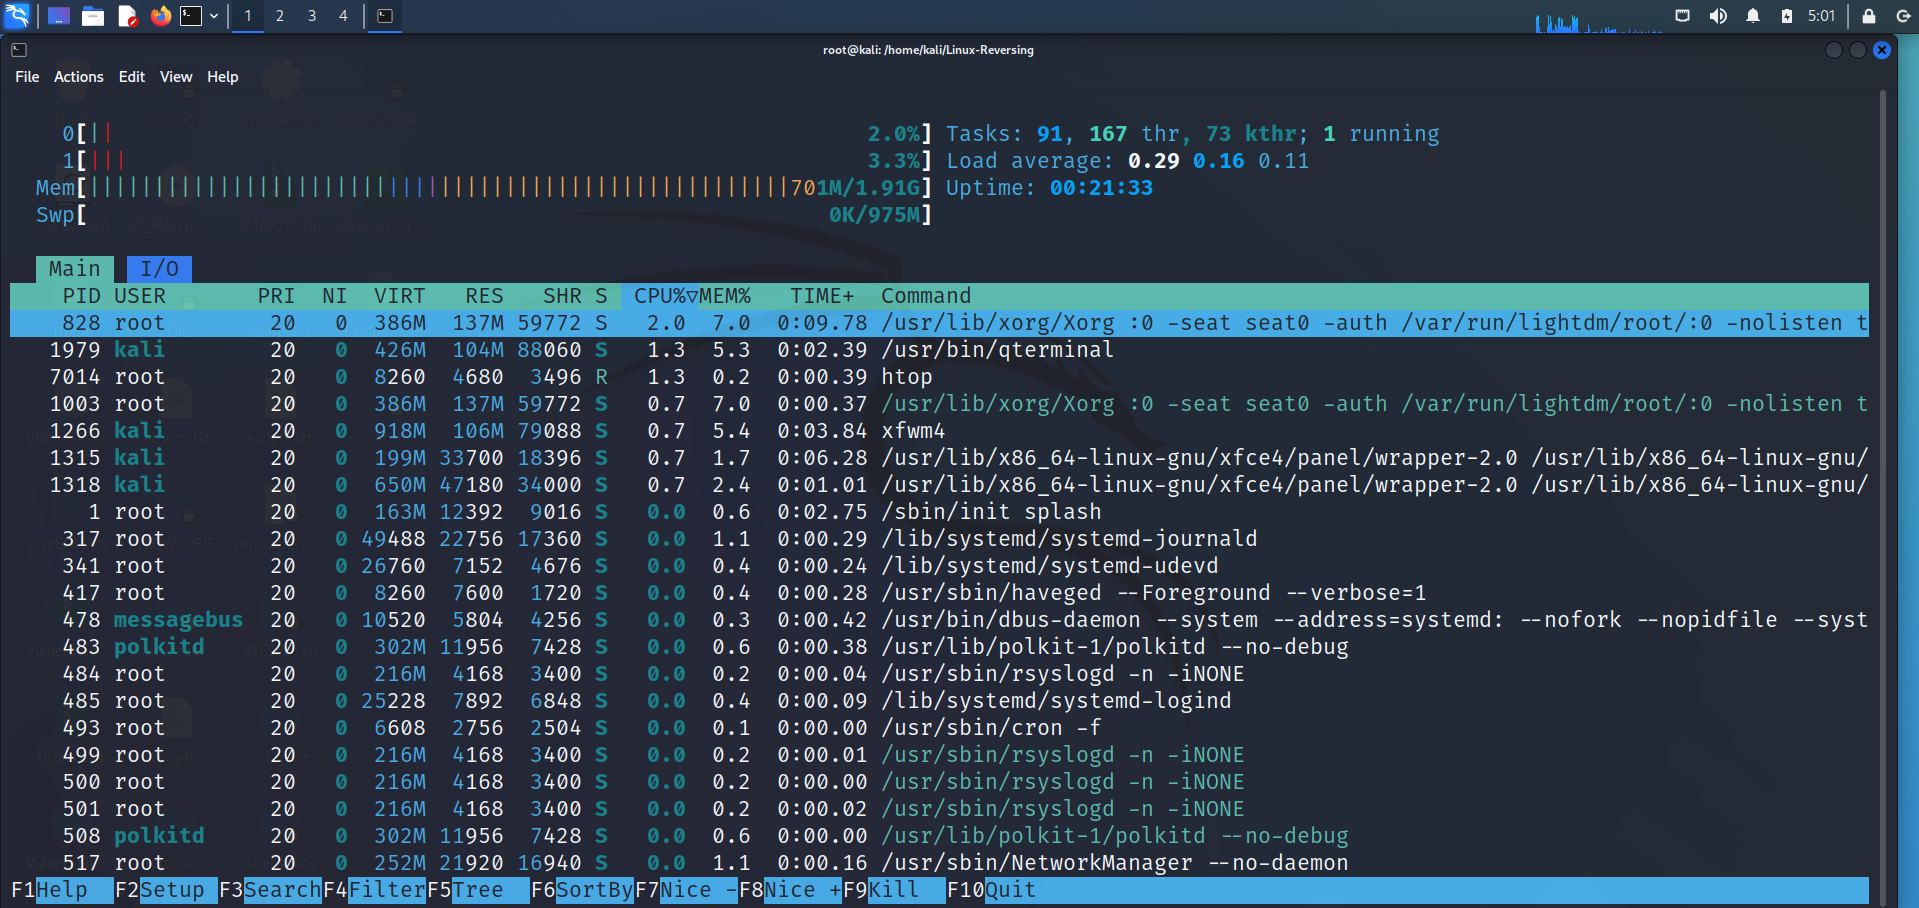 1 2 3 4 5:01
root@kali: /home/kali/Linux-Reversing
File Actions Edit View Help
0[|| 2.0%] Tasks: 91, 167 thr, 73 kthr; 1 running
1[||| 3.3%] Load average: 0.29 0.16 0.11
Mem[||||||||||||||||||||||||||||||||||||||||||||||||||||||701M/1.91G] Uptime: 00:21:33
Swp[ 0K/975M]
Main I/O
PID USER PRI NI VIRT RES SHR S CPU%▽MEM% TIME+ Command
828 root 20 0 386M 137M 59772 S 2.0 7.0 0:09.78 /usr/lib/xorg/Xorg :0 -seat seat0 -auth /var/run/lightdm/root/:0 -nolisten t
1979 kali 20 0 426M 104M 88060 S 1.3 5.3 0:02.39 /usr/bin/qterminal
7014 root 20 0 8260 4680 3496 R 1.3 0.2 0:00.39 htop
1003 root 20 0 386M 137M 59772 S 0.7 7.0 0:00.37 /usr/lib/xorg/Xorg :0 -seat seat0 -auth /var/run/lightdm/root/:0 -nolisten t
1266 kali 20 0 918M 106M 79088 S 0.7 5.4 0:03.84 xfwm4
1315 kali 20 0 199M 33700 18396 S 0.7 1.7 0:06.28 /usr/lib/x86_64-linux-gnu/xfce4/panel/wrapper-2.0 /usr/lib/x86_64-linux-gnu/
1318 kali 20 0 650M 47180 34000 S 0.7 2.4 0:01.01 /usr/lib/x86_64-linux-gnu/xfce4/panel/wrapper-2.0 /usr/lib/x86_64-linux-gnu/
1 root 20 0 163M 12392 9016 S 0.0 0.6 0:02.75 /sbin/init splash
317 root 20 0 49488 22756 17360 S 0.0 1.1 0:00.29 /lib/systemd/systemd-journald
341 root 20 0 26760 7152 4676 S 0.0 0.4 0:00.24 /lib/systemd/systemd-udevd
417 root 20 0 8260 7600 1720 S 0.0 0.4 0:00.28 /usr/sbin/haveged --Foreground --verbose=1
478 messagebus 20 0 10520 5804 4256 S 0.0 0.3 0:00.42 /usr/bin/dbus-daemon --system --address=systemd: --nofork --nopidfile --syst
483 polkitd 20 0 302M 11956 7428 S 0.0 0.6 0:00.38 /usr/lib/polkit-1/polkitd --no-debug
484 root 20 0 216M 4168 3400 S 0.0 0.2 0:00.04 /usr/sbin/rsyslogd -n -iNONE
485 root 20 0 25228 7892 6848 S 0.0 0.4 0:00.09 /lib/systemd/systemd-logind
493 root 20 0 6608 2756 2504 S 0.0 0.1 0:00.00 /usr/sbin/cron -f
499 root 20 0 216M 4168 3400 S 0.0 0.2 0:00.01 /usr/sbin/rsyslogd -n -iNONE
500 root 20 0 216M 4168 3400 S 0.0 0.2 0:00.00 /usr/sbin/rsyslogd -n -iNONE
501 root 20 0 216M 4168 3400 S 0.0 0.2 0:00.02 /usr/sbin/rsyslogd -n -iNONE
508 polkitd 20 0 302M 11956 7428 S 0.0 0.6 0:00.00 /usr/lib/polkit-1/polkitd --no-debug
517 root 20 0 252M 21920 16940 S 0.0 1.1 0:00.16 /usr/sbin/NetworkManager --no-daemon
F1Help F2Setup F3SearchF4FilterF5Tree F6SortByF7Nice -F8Nice +F9Kill F10Quit